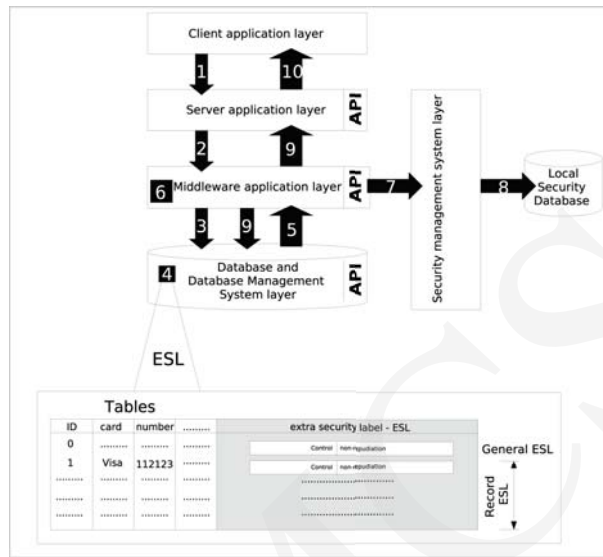 Client application layer
1
10
Server application layer
API
2
9
6
Middleware application layer
API
7
Security management system layer
8
Local
Security
Database
3
9
5
4
Database and
Database Management
System layer
API
ESL
Tables
ID card number .........
extra security label - ESL
0 ......... .........
Control non-repudiation
General ESL
1 Visa 112123
Control non-repudiation
......... ......... ......... ....................
......... ......... ......... ....................
......... ......... ......... ....................
Record
ESL